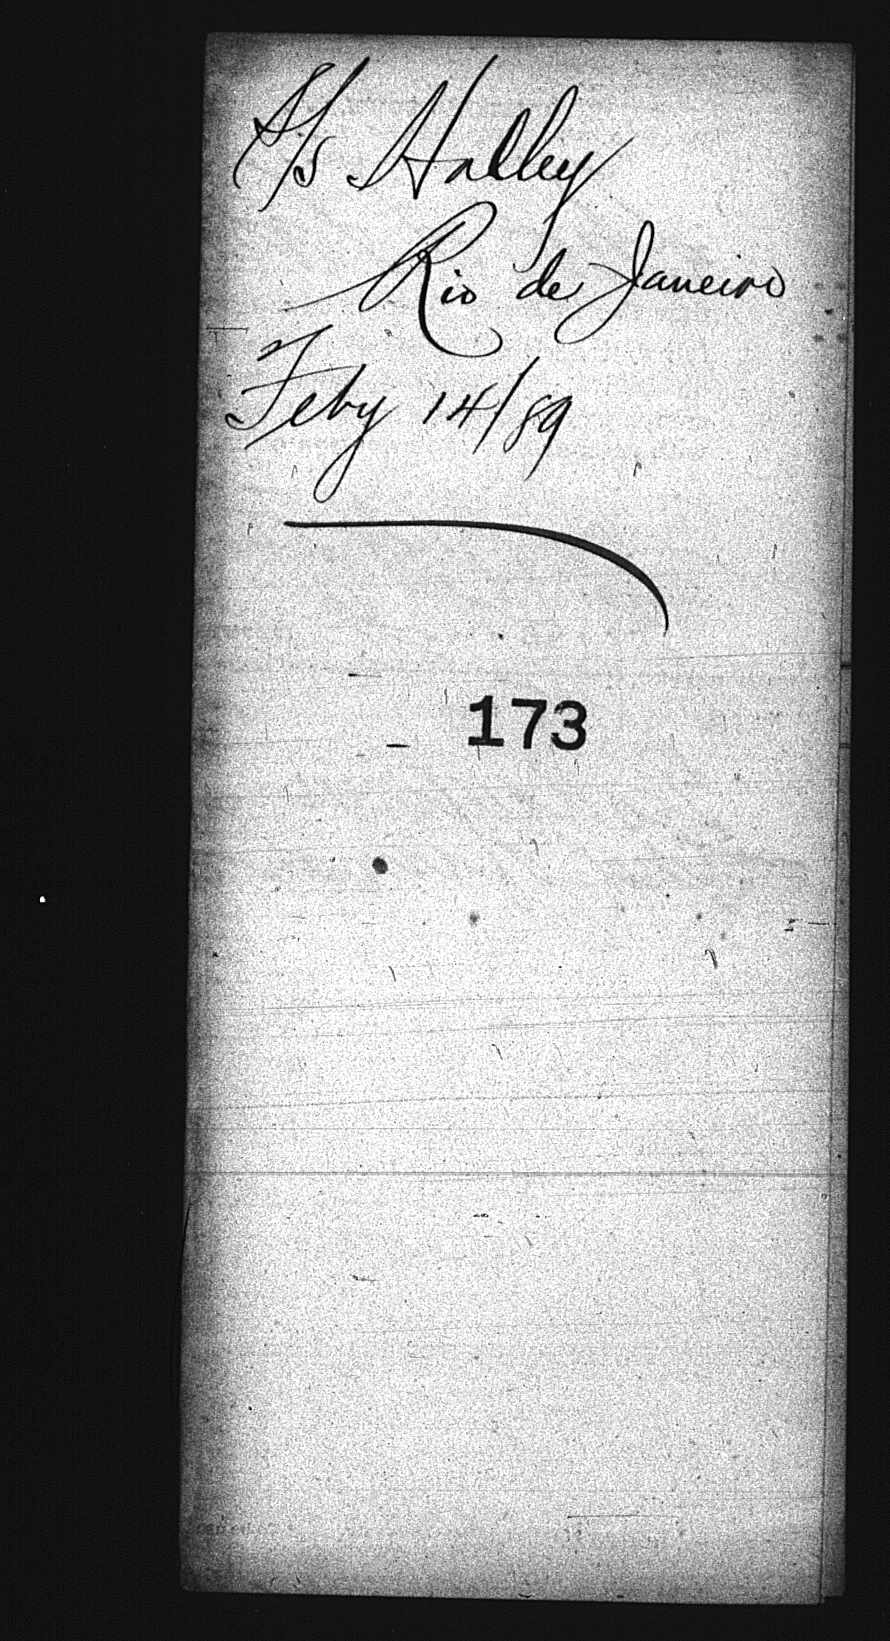 S/s Halley
Rio de Janeiro
Feby 14/89
173